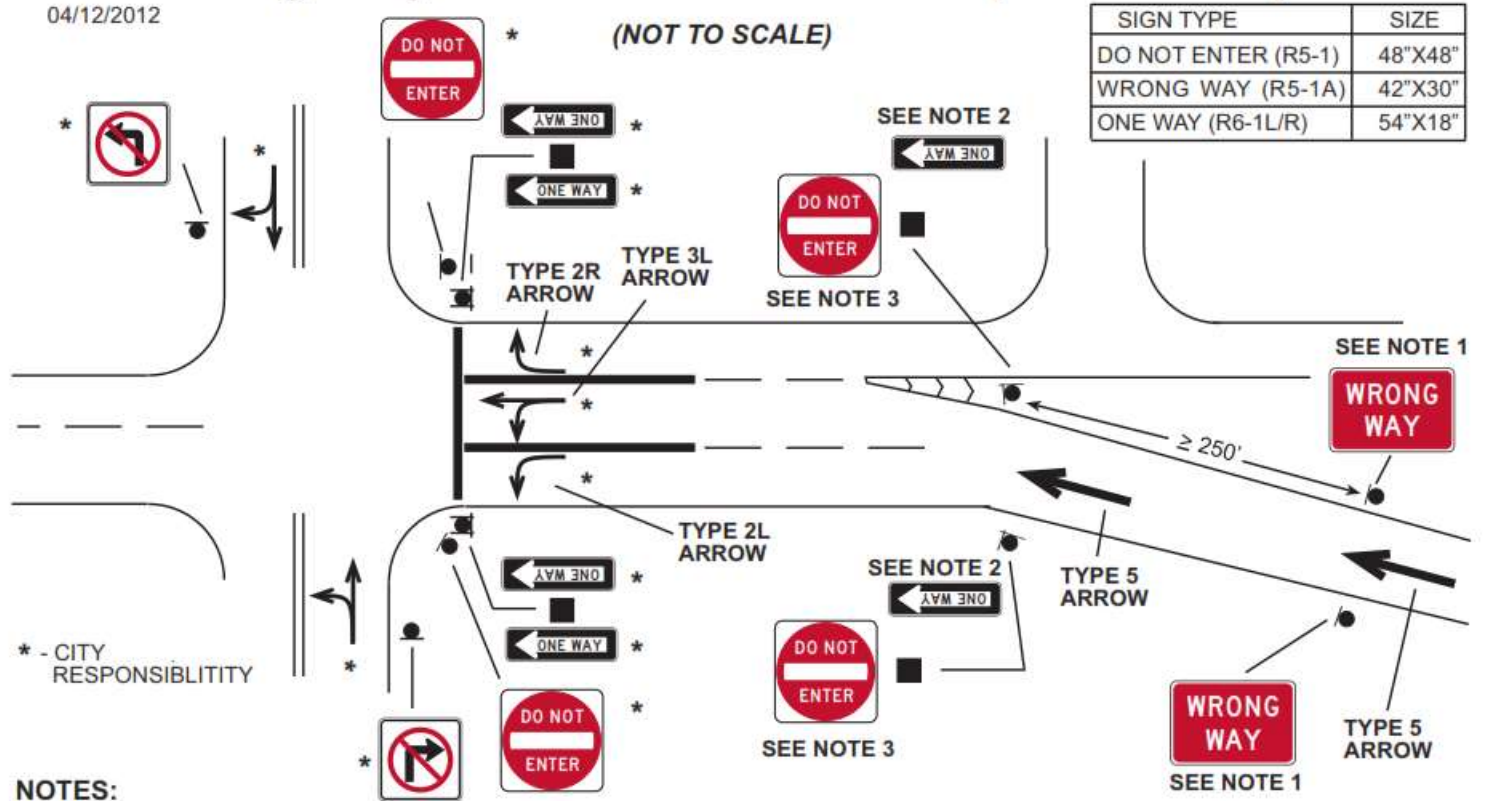 04/12/2012
(NOT TO SCALE)
SIGN TYPE SIZE
DO NOT ENTER (R5-1) 48"X48"
WRONG WAY (R5-1A) 42"X30"
ONE WAY (R6-1L/R) 54"X18"
*
DO NOT
ENTER
*
ONE WAY
*
ONE WAY
*
*
SEE NOTE 2
ONE WAY
DO NOT
ENTER
SEE NOTE 3
TYPE 2R
ARROW
TYPE 3L
ARROW
*
*
*
SEE NOTE 1
WRONG
WAY
≥ 250'
TYPE 2L
ARROW
TYPE 5
ARROW
SEE NOTE 2
ONE WAY
DO NOT
ENTER
SEE NOTE 3
ONE WAY
*
ONE WAY
*
DO NOT
ENTER
*
*
*
* - CITY
RESPONSIBLITITY
WRONG
WAY
SEE NOTE 1
TYPE 5
ARROW
NOTES: